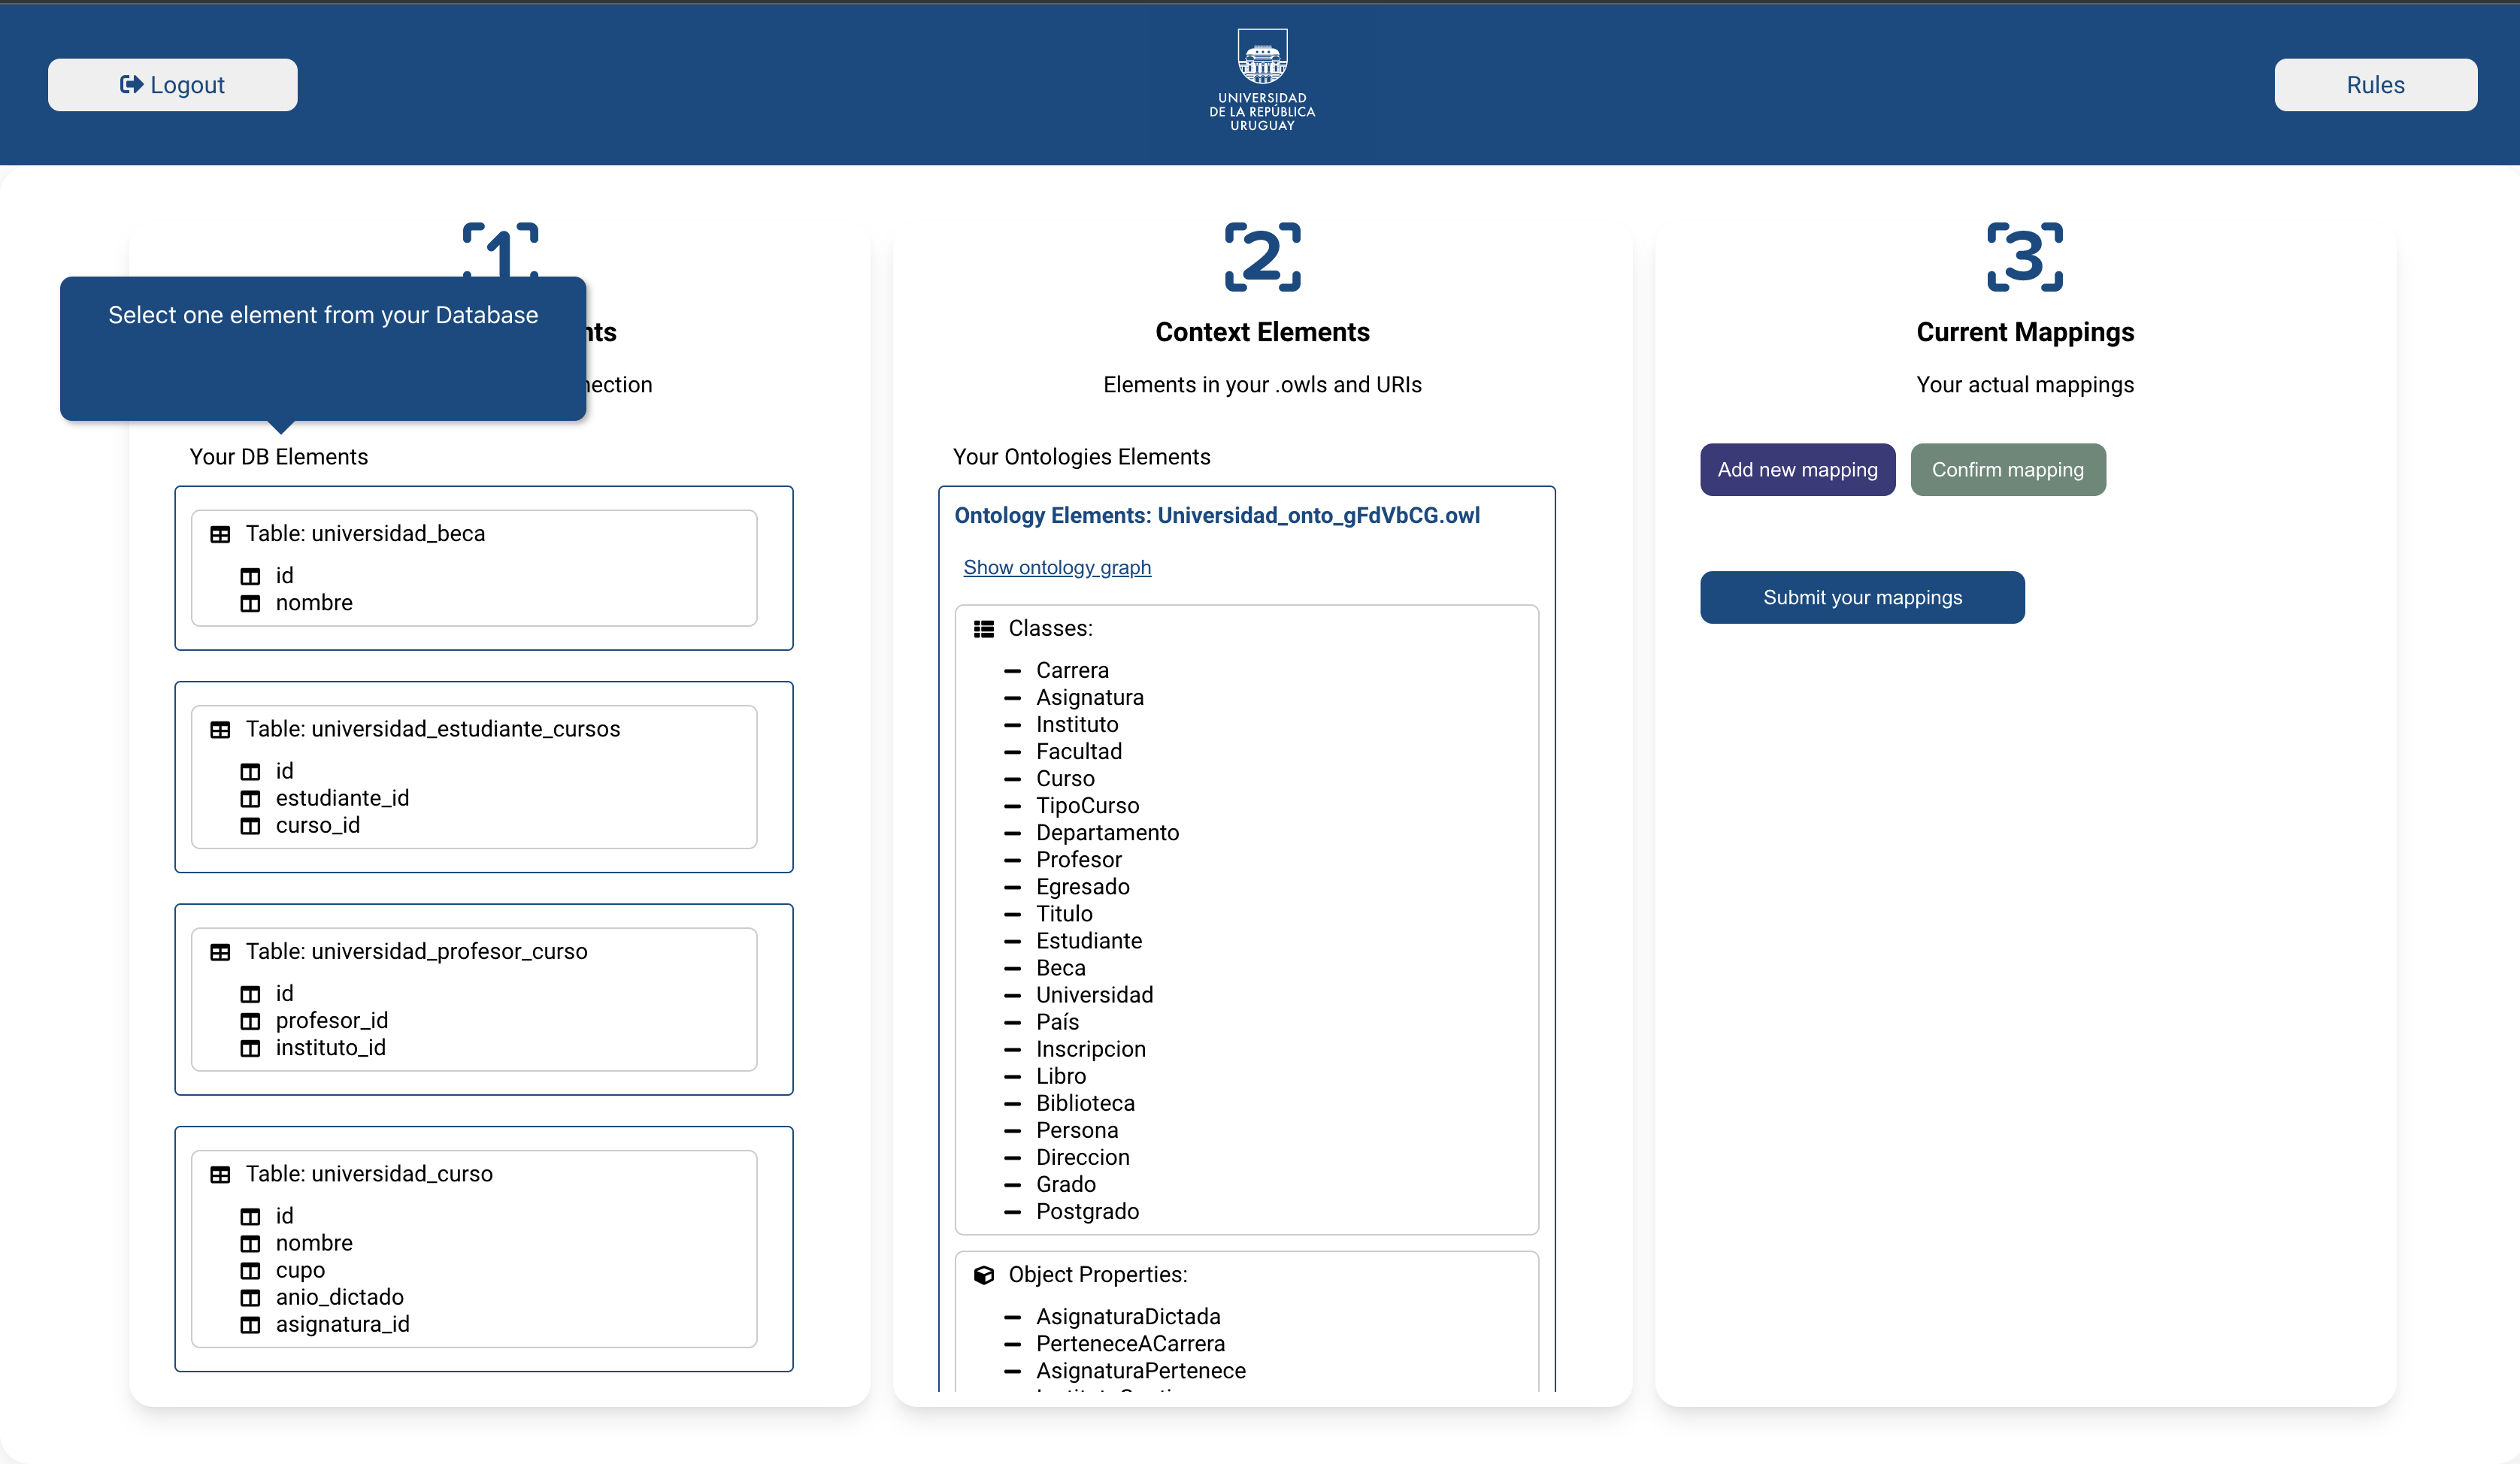 Logout
UNIVERSIDAD
DE LA REPÚBLICA
URUGUAY
Rules
1
Select one element from your Database
Your DB Elements
Table: universidad_beca
id
nombre
Table: universidad_estudiante_cursos
id
estudiante_id
curso_id
Table: universidad_profesor_curso
id
profesor_id
instituto_id
Table: universidad_curso
id
nombre
cupo
anio_dictado
asignatura_id
2
Context Elements
Elements in your .owls and URIs
Your Ontologies Elements
Ontology Elements: Universidad_onto_gFdVbCG.owl
Show ontology graph
Classes:
Carrera
Asignatura
Instituto
Facultad
Curso
TipoCurso
Departamento
Profesor
Egresado
Titulo
Estudiante
Beca
Universidad
País
Inscripcion
Libro
Biblioteca
Persona
Direccion
Grado
Postgrado
Object Properties:
AsignaturaDictada
PerteneceACarrera
AsignaturaPertenece
3
Current Mappings
Your actual mappings
Add new mapping
Confirm mapping
Submit your mappings